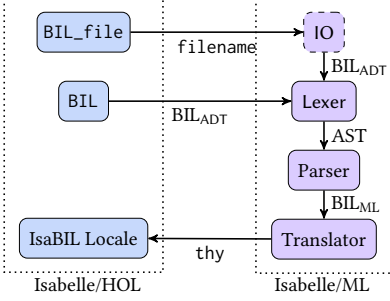 BIL_file
filename
IO
BIL_ADT
BIL
BIL_ADT
Lexer
AST
Parser
BIL_ML
IsaBIL Locale
thy
Translator
Isabelle/HOL
Isabelle/ML